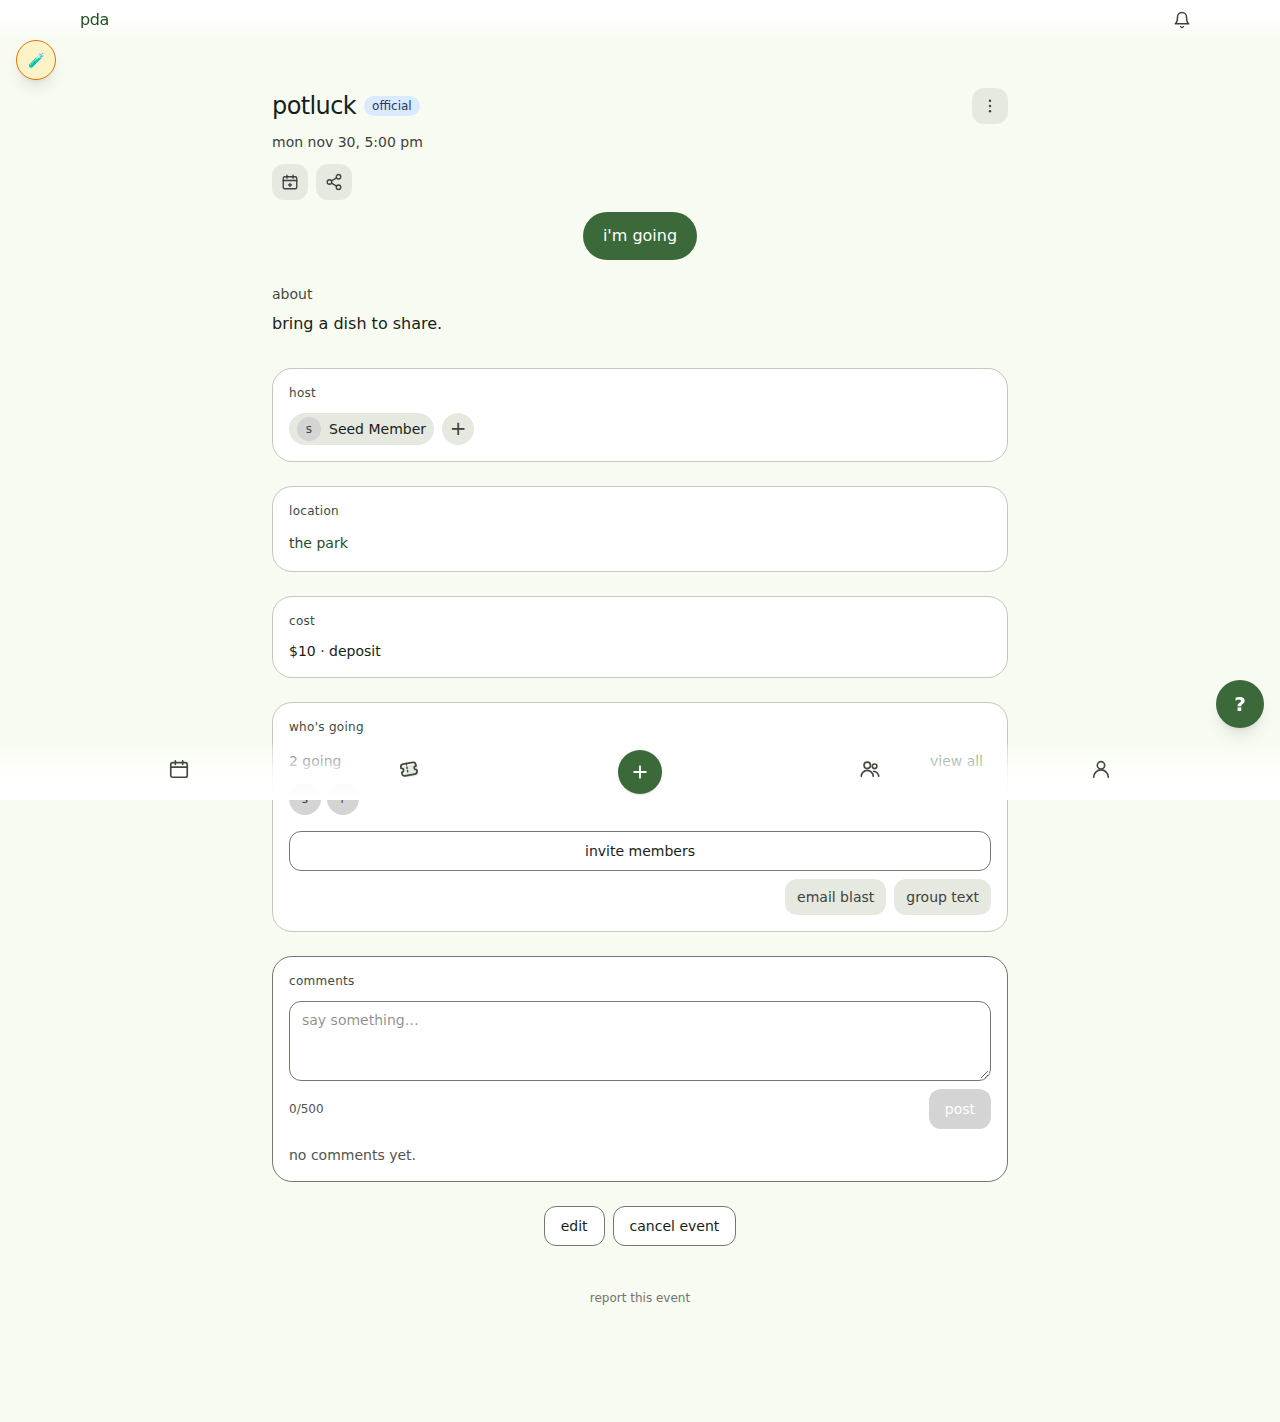 pda
potluck official
mon nov 30, 5:00 pm
i'm going
about
bring a dish to share.
host
s Seed Member +
location
the park
cost
$10 · deposit
?
who's going
2 going view all
invite members
email blast group text
comments
say something...
0/500 post
no comments yet.
edit cancel event
report this event